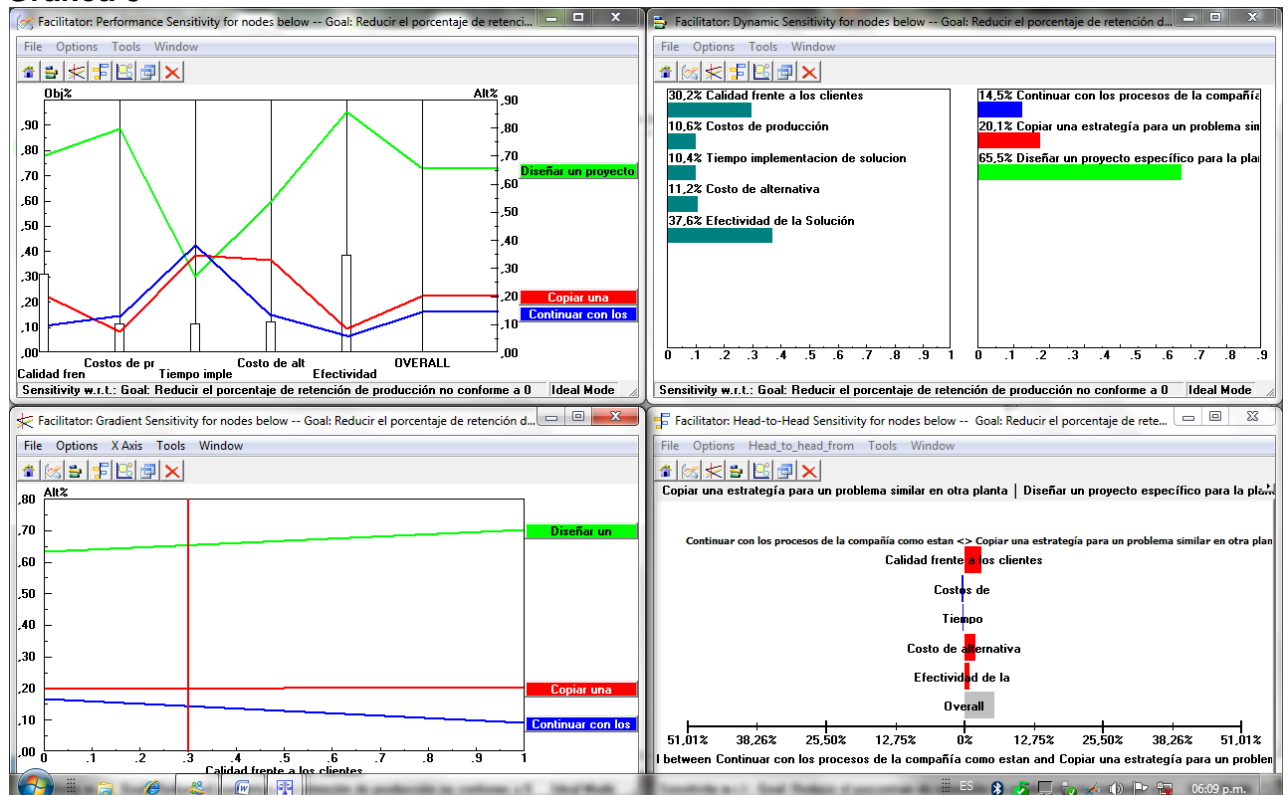 Facilitator: Performance Sensitivity for nodes below -- Goal: Reducir el porcentaje de retenci...
File Options Tools Window
Obj% Alt%
,90
,80
,70
,60
,50
,40
,30
,20
,10
,00
,90
,80
,70
,60
,50
,40
,30
,20
,10
,00
Diseñar un proyecto
Copiar una
Continuar con los
Costos de pr Costo de alt OVERALL
Calidad fren Tiempo imple Efectividad
Sensitivity w.r.t.: Goal: Reducir el porcentaje de retención de producción no conforme a 0 Ideal Mode
Facilitator: Dynamic Sensitivity for nodes below -- Goal: Reducir el porcentaje de retención d...
File Options Tools Window
30,2% Calidad frente a los clientes
10,6% Costos de producción
10,4% Tiempo implementacion de solucion
11,2% Costo de alternativa
37,6% Efectividad de la Solución
0 .1 .2 .3 .4 .5 .6 .7 .8 .9 1
14,5% Continuar con los procesos de la compañía
20,1% Copiar una estrategía para un problema sim
65,5% Diseñar un proyecto específico para la plan
0 .1 .2 .3 .4 .5 .6 .7 .8 .9
Sensitivity w.r.t.: Goal: Reducir el porcentaje de retención de producción no conforme a 0 Ideal Mode
Facilitator: Gradient Sensitivity for nodes below -- Goal: Reducir el porcentaje de retención d...
File Options X Axis Tools Window
Alt%
,80
,70
,60
,50
,40
,30
,20
,10
,00
Diseñar un
Copiar una
Continuar con los
0 .1 .2 .3 .4 .5 .6 .7 .8 .9 1
Calidad frente a los clientes
Facilitator: Head-to-Head Sensitivity for nodes below -- Goal: Reducir el porcentaje de rete...
File Options Head_to_head_from Tools Window
Copiar una estrategía para un problema similar en otra planta | Diseñar un proyecto específico para la plan
Continuar con los procesos de la compañía como estan <> Copiar una estrategía para un problema similar en otra plan
Calidad frente a los clientes
Costos de
Tiempo
Costo de alternativa
Efectividad de la
Overall
51,01% 38,26% 25,50% 12,75% 0% 12,75% 25,50% 38,26% 51,01%
l between Continuar con los procesos de la compañía como estan and Copiar una estrategía para un problem
ES 06:09 p.m.